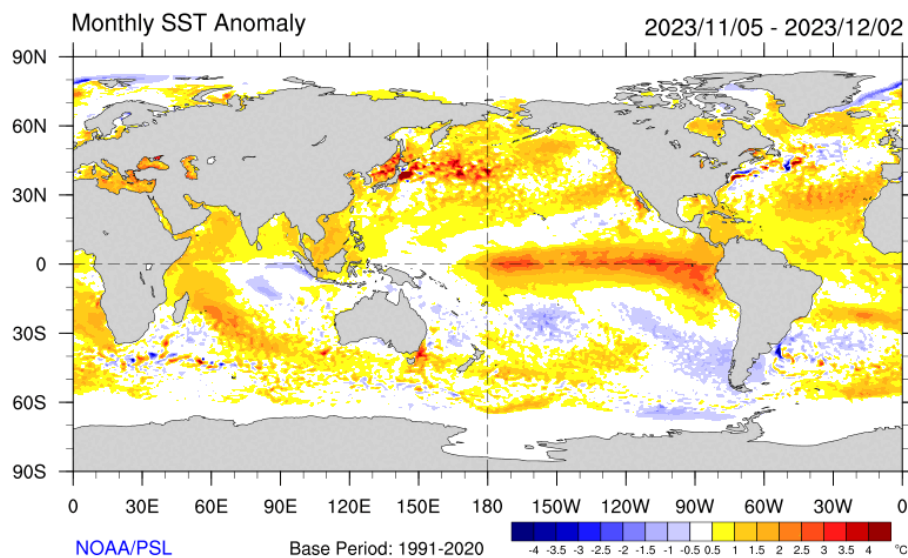 Monthly SST Anomaly 2023/11/05 - 2023/12/02
90N
60N
30N
0
30S
60S
90S
0 30E 60E 90E 120E 150E 180 150W 120W 90W 60W 30W 0
NOAA/PSL Base Period: 1991-2020
-4 -3.5 -3 -2.5 -2 -1.5 -1 -0.5 0.5 1 1.5 2 2.5 3 3.5 4 °C